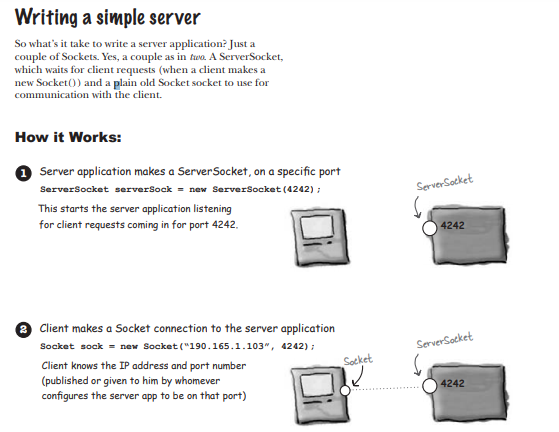 Writing a simple server
So what's it take to write a server application? Just a
couple of Sockets. Yes, a couple as in two. A ServerSocket,
which waits for client requests (when a client makes a
new Socket()) and a plain old Socket socket to use for
communication with the client.
How it Works:
1 Server application makes a ServerSocket, on a specific port
ServerSocket serverSock = new ServerSocket(4242);
This starts the server application listening
for client requests coming in for port 4242.
ServerSocket
4242
2 Client makes a Socket connection to the server application
Socket sock = new Socket("190.165.1.103", 4242);
Client knows the IP address and port number
(published or given to him by whomever
configures the server app to be on that port)
Socket
ServerSocket
4242